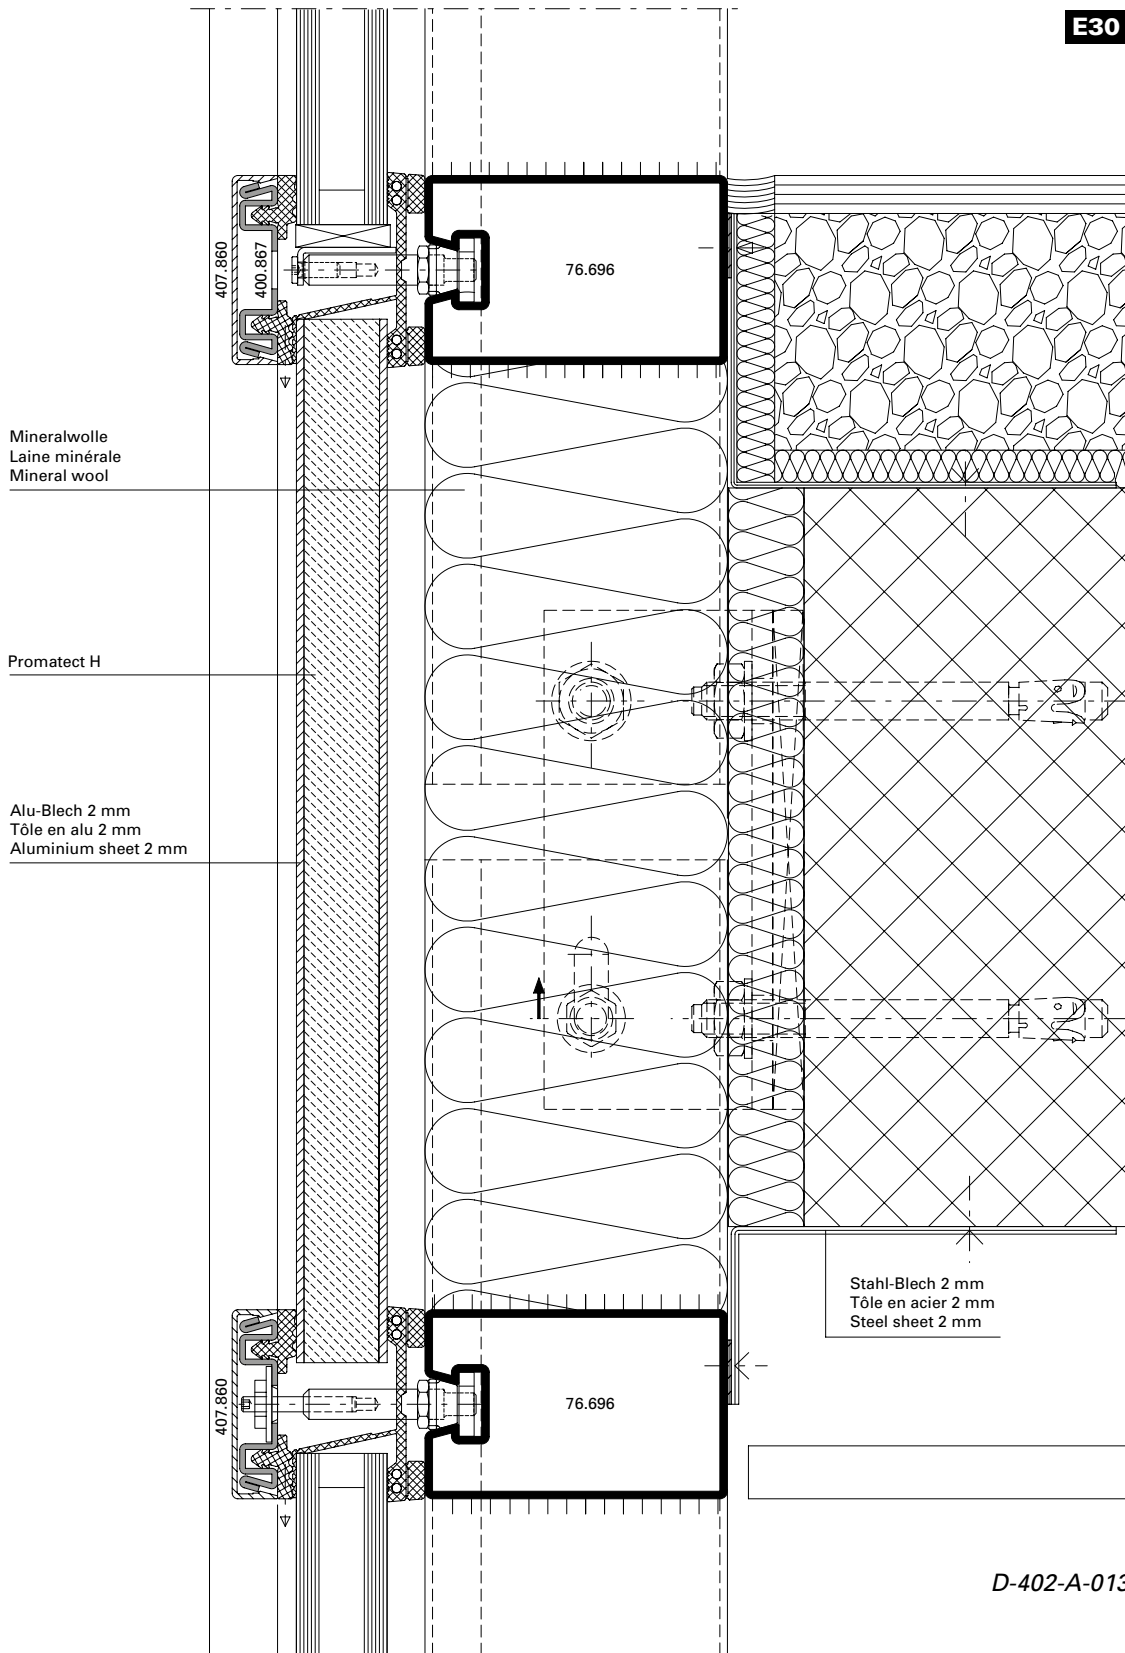 E30
407.860
400.867
76.696
Mineralwolle
Laine minérale
Mineral wool
Promatect H
Alu-Blech 2 mm
Tôle en alu 2 mm
Aluminium sheet 2 mm
Stahl-Blech 2 mm
Tôle en acier 2 mm
Steel sheet 2 mm
407.860
76.696
D-402-A-013